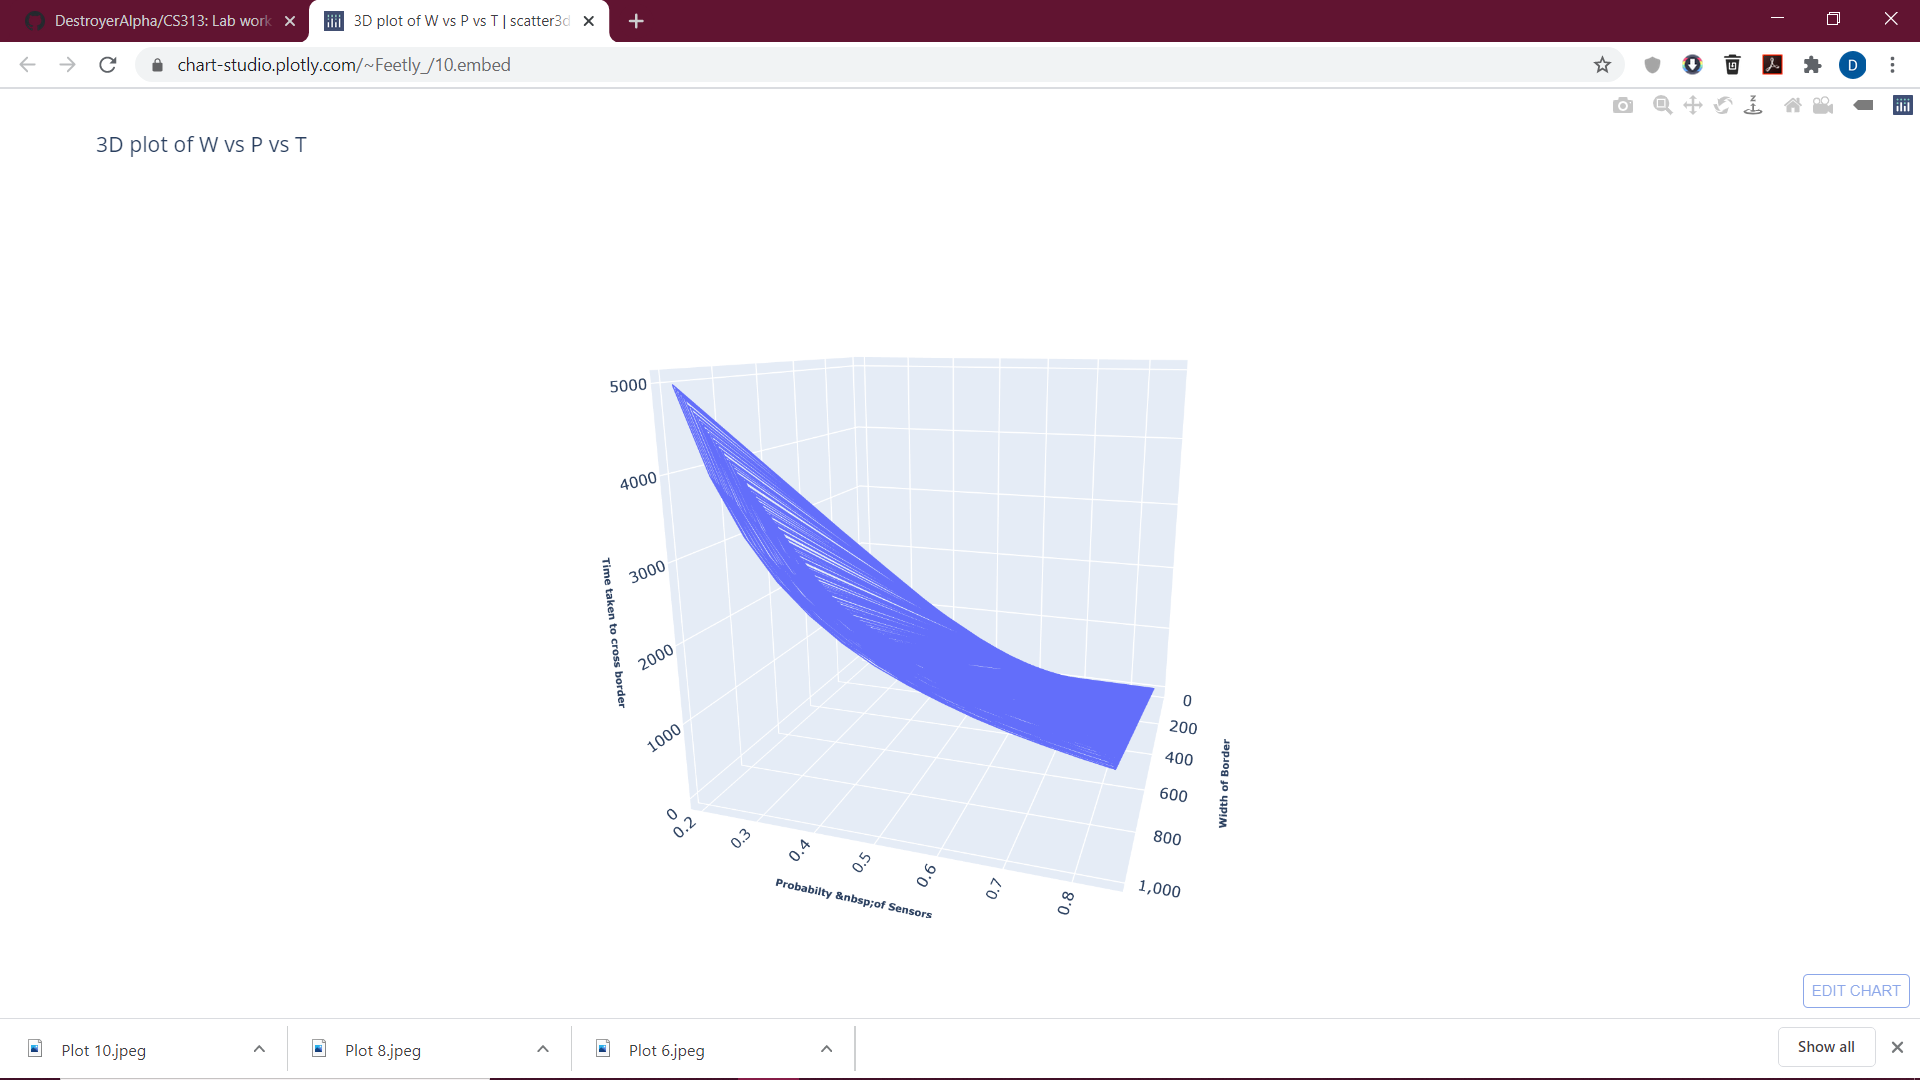 DestroyerAlpha/CS313: Lab work
3D plot of W vs P vs T | scatter3d
chart-studio.plotly.com/~Feetly_/10.embed
D
3D plot of W vs P vs T
5000
4000
3000
2000
1000
0
Time taken to cross border
0.2
0.3
0.4
0.5
0.6
0.7
0.8
Probabilty &nbsp;of Sensors
0
200
400
600
800
1,000
Width of Border
EDIT CHART
Plot 10.jpeg
Plot 8.jpeg
Plot 6.jpeg
Show all